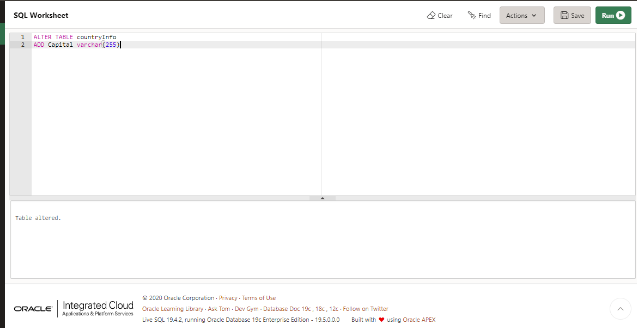 SQL Worksheet
Clear Find Actions Save Run
1 ALTER TABLE countryInfo
2 ADD Capital varchar(255)
Table altered.
© 2020 Oracle Corporation · Privacy · Terms of Use
ORACLE Integrated Cloud
Applications & Platform Services
Oracle Learning Library · Ask Tom · Dev Gym · Database Doc 19c, 18c, 12c · Follow on Twitter
Live SQL 19.4.2, running Oracle Database 19c Enterprise Edition - 19.5.0.0.0 Built with ❤ using Oracle APEX